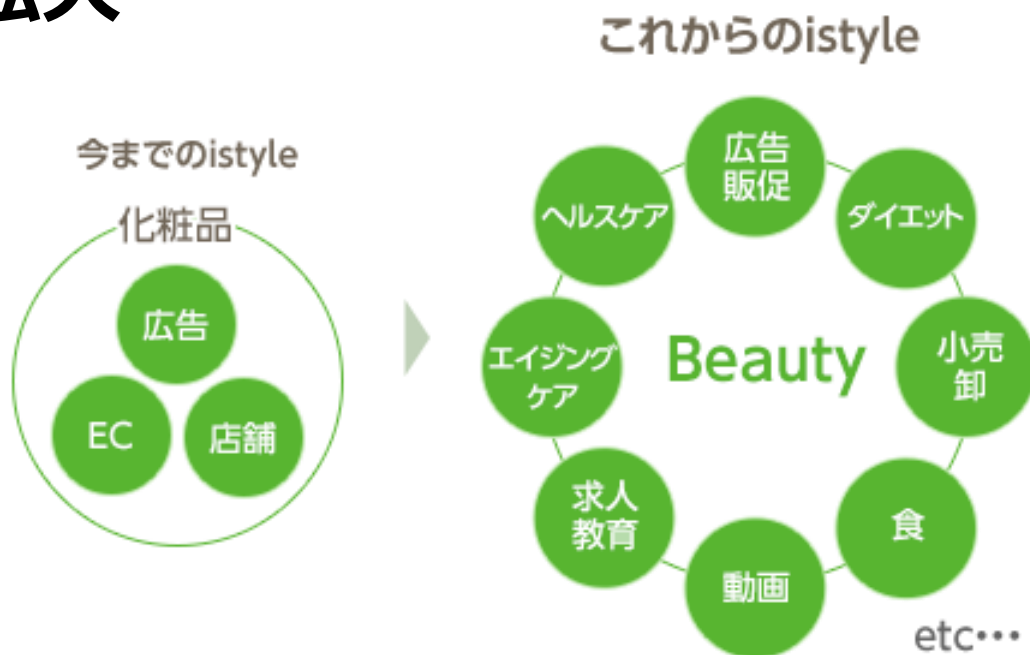 今までのistyle
化粧品
広告
EC
店舗
これからのistyle
広告
販促
ダイエット
小売
卸
食
動画
求人
教育
エイジング
ケア
ヘルスケア
Beauty
etc…